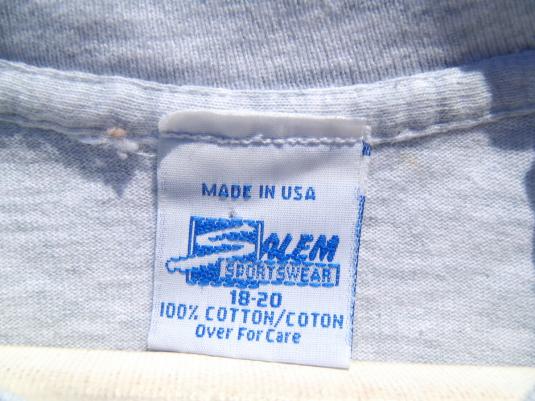 MADE IN USA
SALEM
SPORTSWEAR
18-20
100% COTTON/COTON
Over For Care